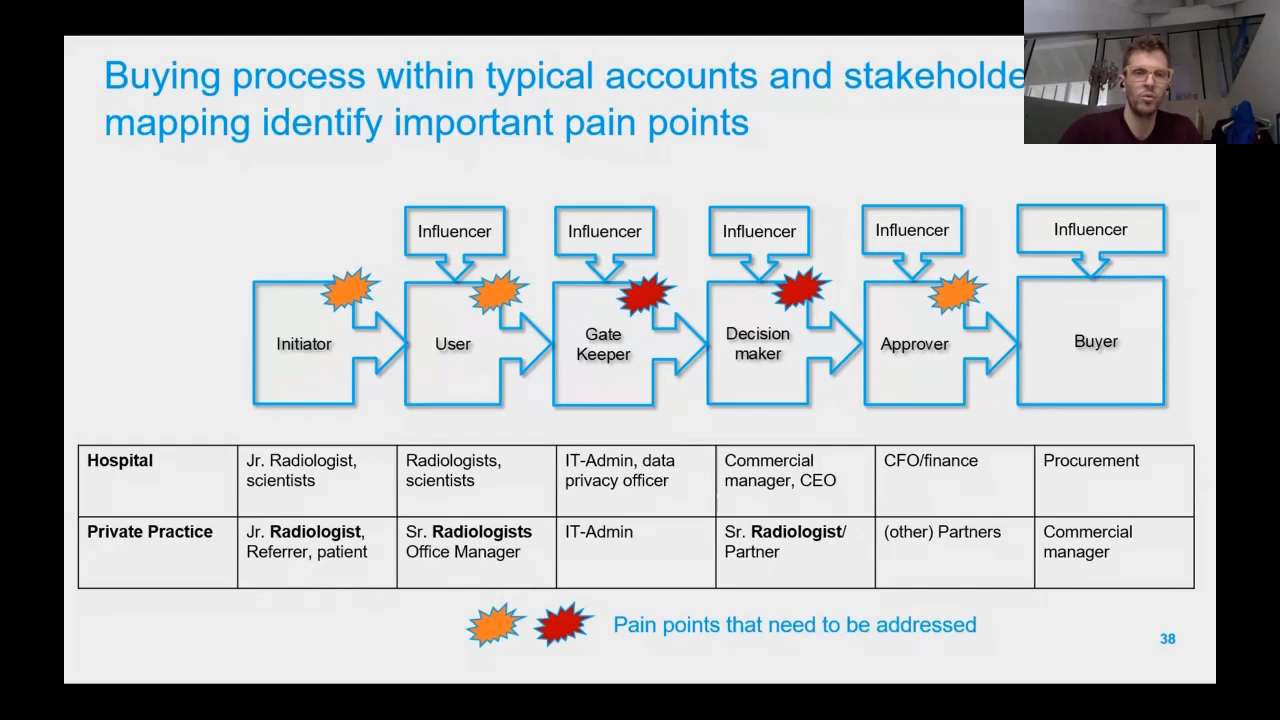 Buying process within typical accounts and stakeholde
mapping identify important pain points
Influencer
Influencer
Influencer
Influencer
Influencer
Initiator
User
Gate
Keeper
Decision
maker
Approver
Buyer
Hospital
Jr. Radiologist,
scientists
Radiologists,
scientists
IT-Admin, data
privacy officer
Commercial
manager, CEO
CFO/finance
Procurement
Private Practice
Jr. Radiologist,
Referrer, patient
Sr. Radiologists
Office Manager
IT-Admin
Sr. Radiologist/
Partner
(other) Partners
Commercial
manager
Pain points that need to be addressed
38